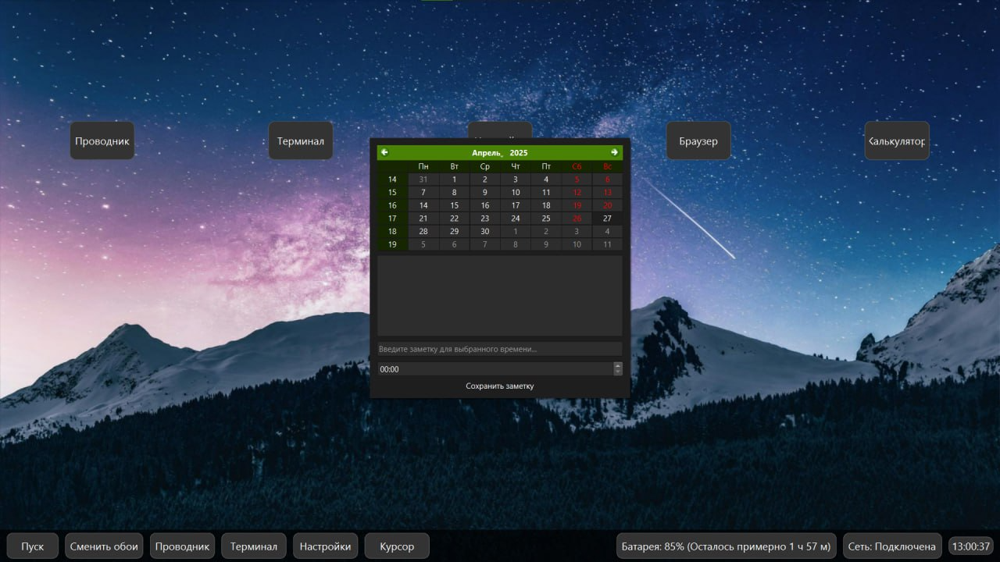 Проводник
Терминал
Браузер
Калькулятор
Апрель, 2025
Пн Вт Ср Чт Пт Сб Вс
14 31 1 2 3 4 5 6
15 7 8 9 10 11 12 13
16 14 15 16 17 18 19 20
17 21 22 23 24 25 26 27
18 28 29 30 1 2 3 4
19 5 6 7 8 9 10 11
Введите заметку для выбранного времени...
00:00
Сохранить заметку
Пуск Сменить обои Проводник Терминал Настройки Курсор Батарея: 85% (Осталось примерно 1 ч 57 м) Сеть: Подключена 13:00:37